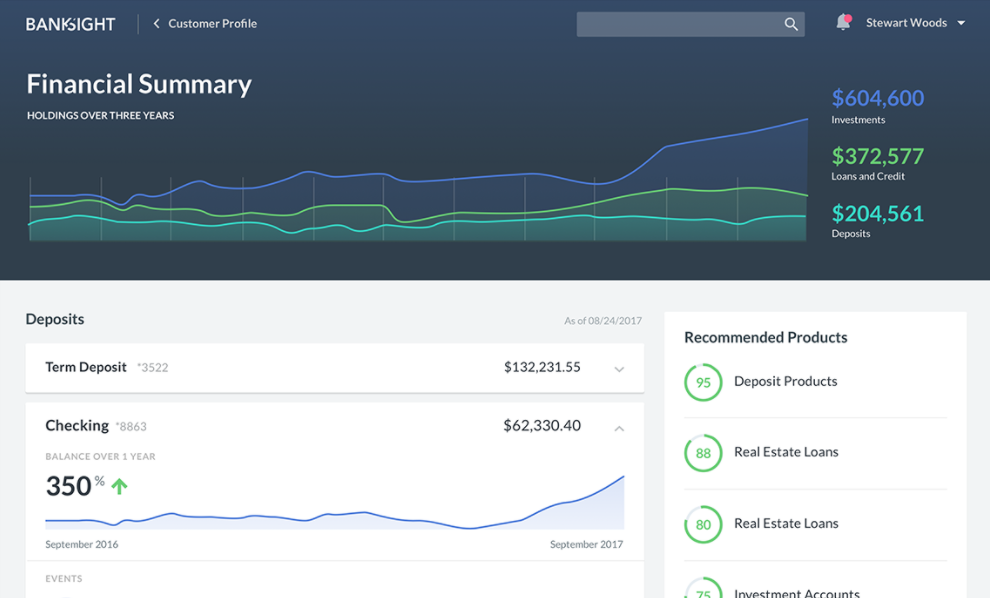 BANKSIGHT
Customer Profile
Stewart Woods
Financial Summary
HOLDINGS OVER THREE YEARS
$604,600
Investments
$372,577
Loans and Credit
$204,561
Deposits
Deposits
As of 08/24/2017
Term Deposit *3522
$132,231.55
Checking *8863
$62,330.40
BALANCE OVER 1 YEAR
350%
September 2016
September 2017
EVENTS
Recommended Products
95 Deposit Products
88 Real Estate Loans
80 Real Estate Loans
75 Investment Accounts